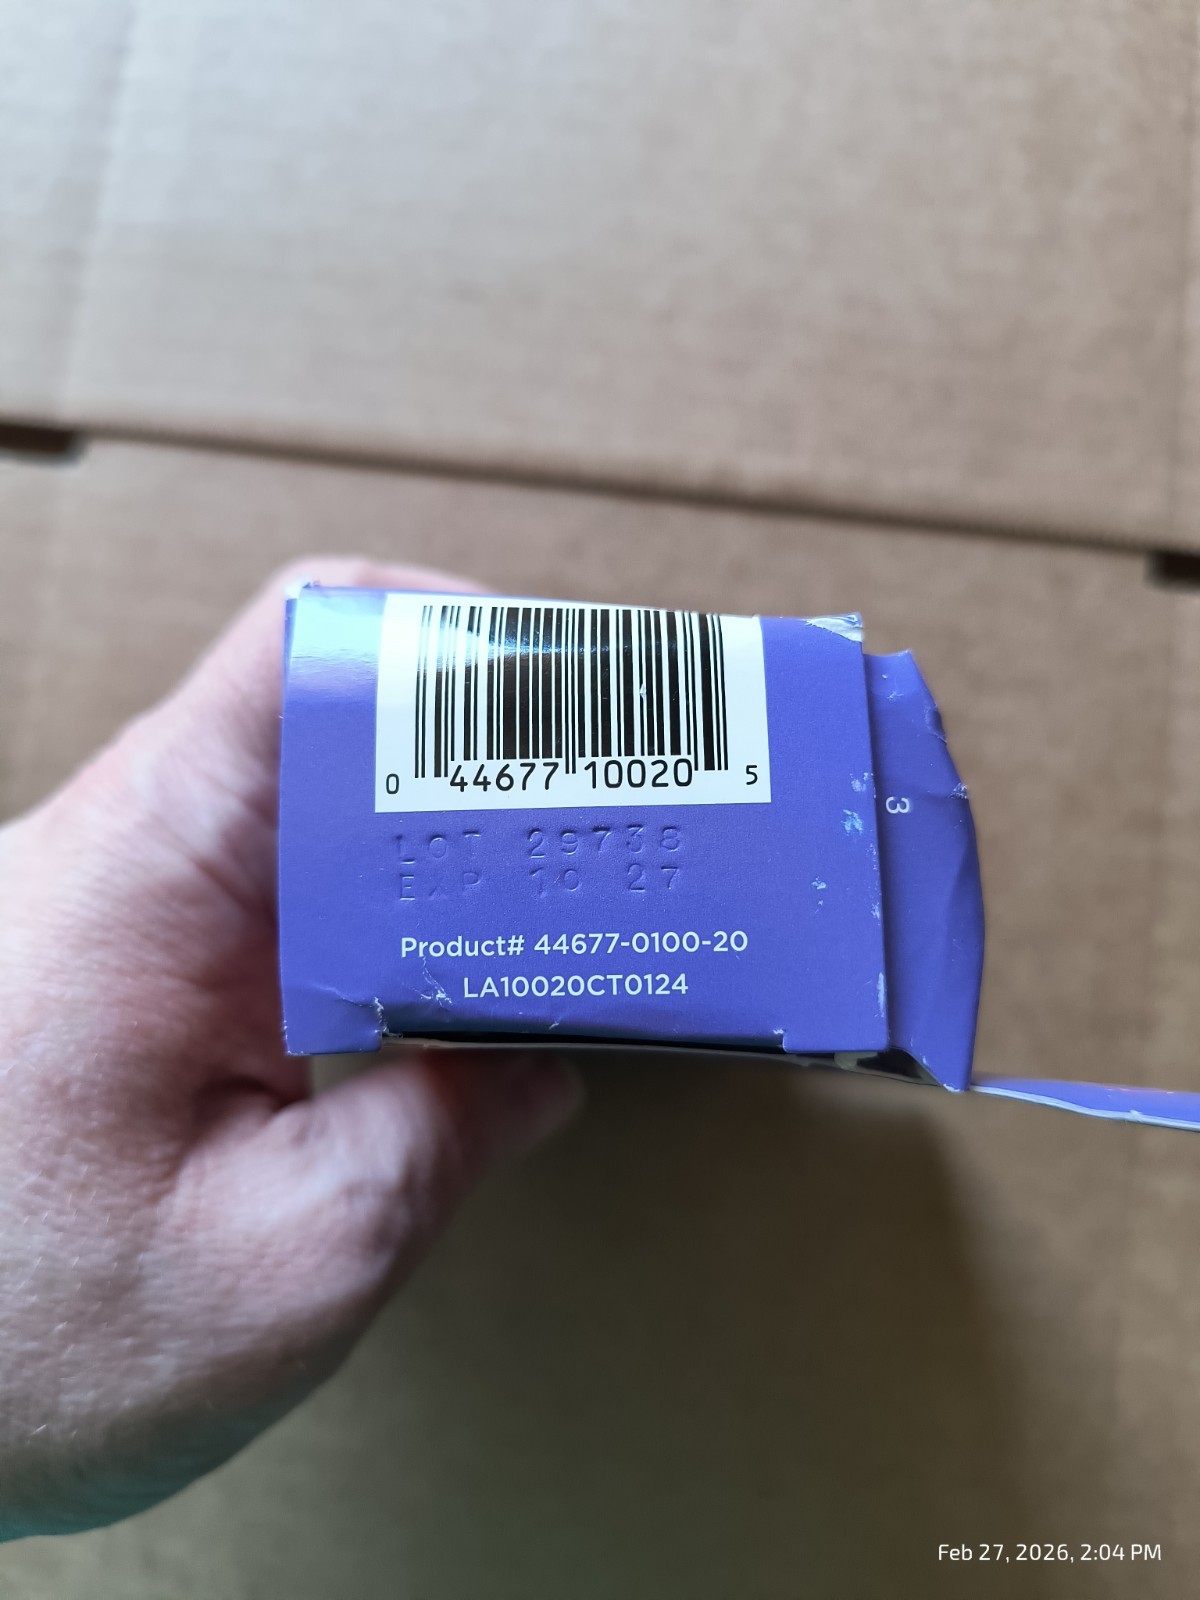 0 44677 10020 5
LOT 29738
EXP 10 27
Product# 44677-0100-20
LA10020CT0124
3
Feb 27, 2026, 2:04 PM